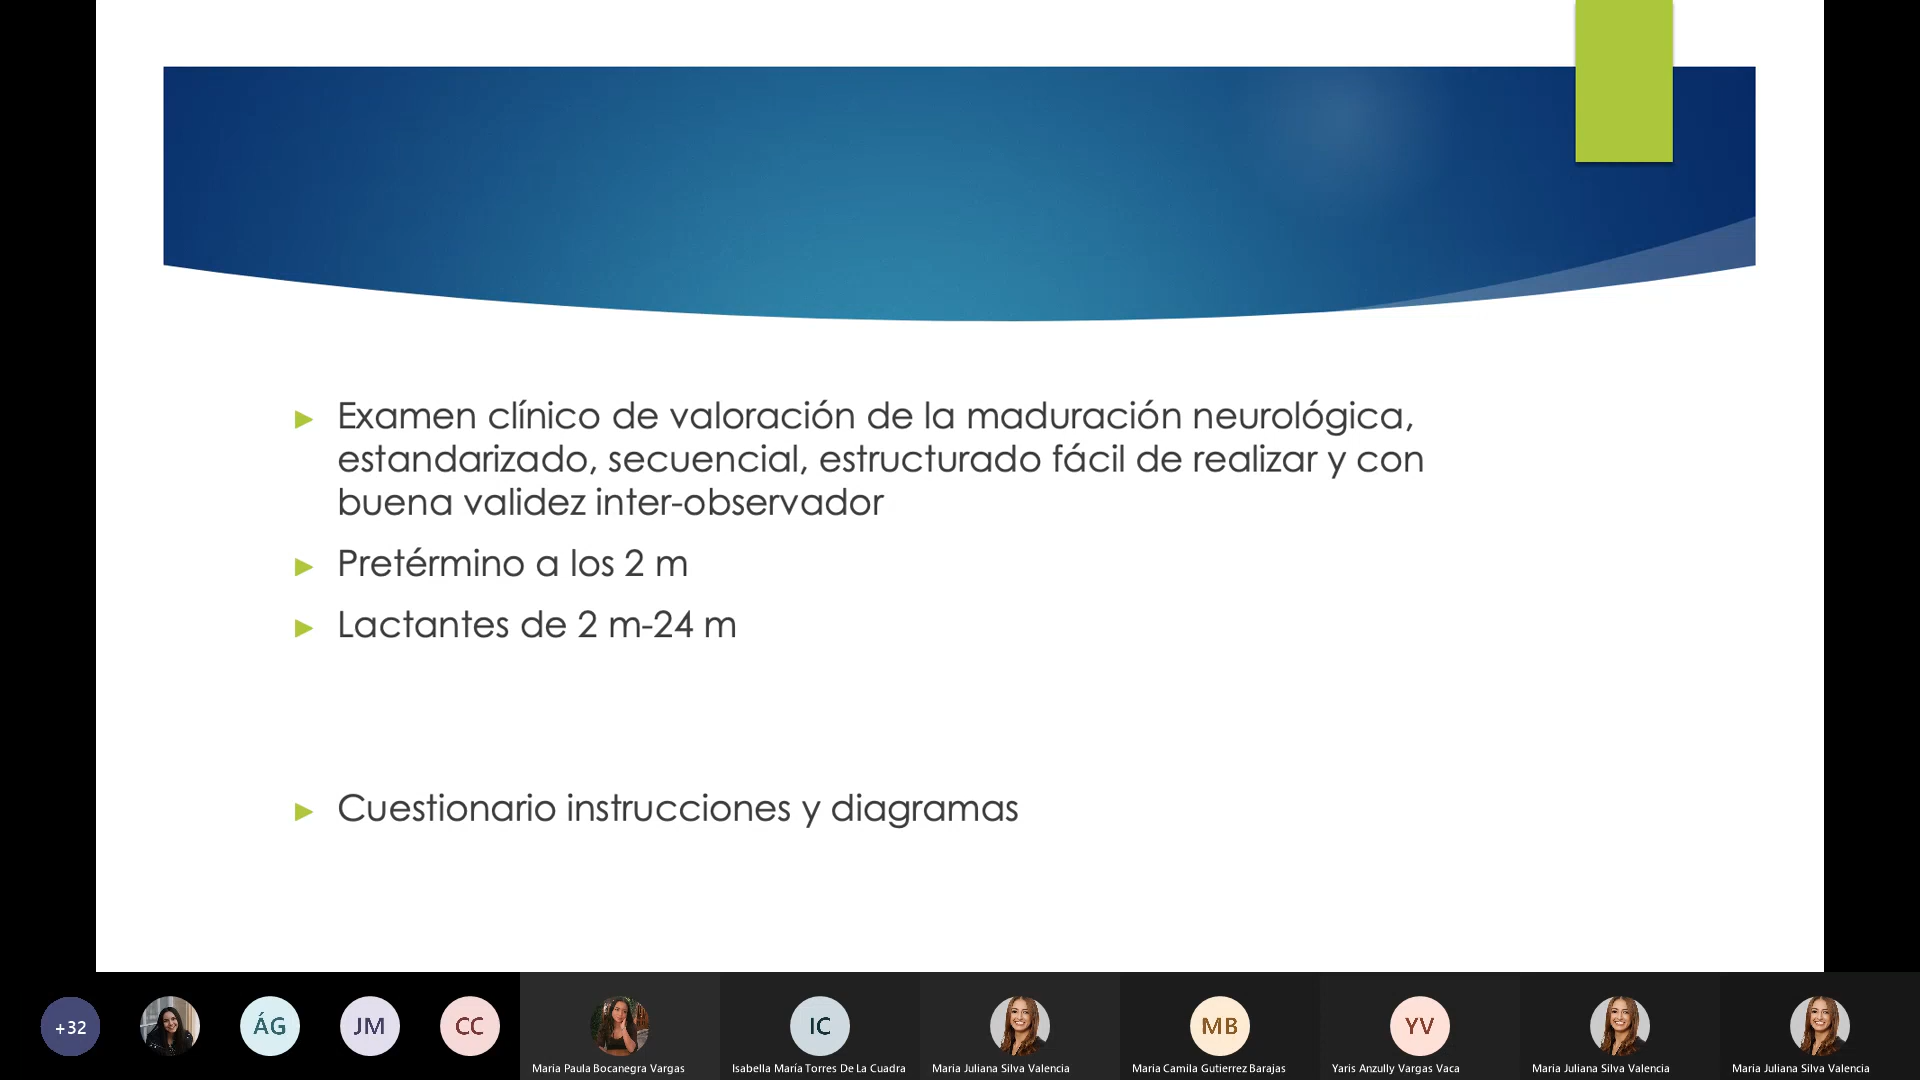 Examen clínico de valoración de la maduración neurológica,
estandarizado, secuencial, estructurado fácil de realizar y con
buena validez inter-observador
Pretérmino a los 2 m
Lactantes de 2 m-24 m
Cuestionario instrucciones y diagramas
+32
ÁG
JM
CC
IC
MB
YV
Maria Paula Bocanegra Vargas
Isabella María Torres De La Cuadra
Maria Juliana Silva Valencia
Maria Camila Gutierrez Barajas
Yaris Anzully Vargas Vaca
Maria Juliana Silva Valencia
Maria Juliana Silva Valencia